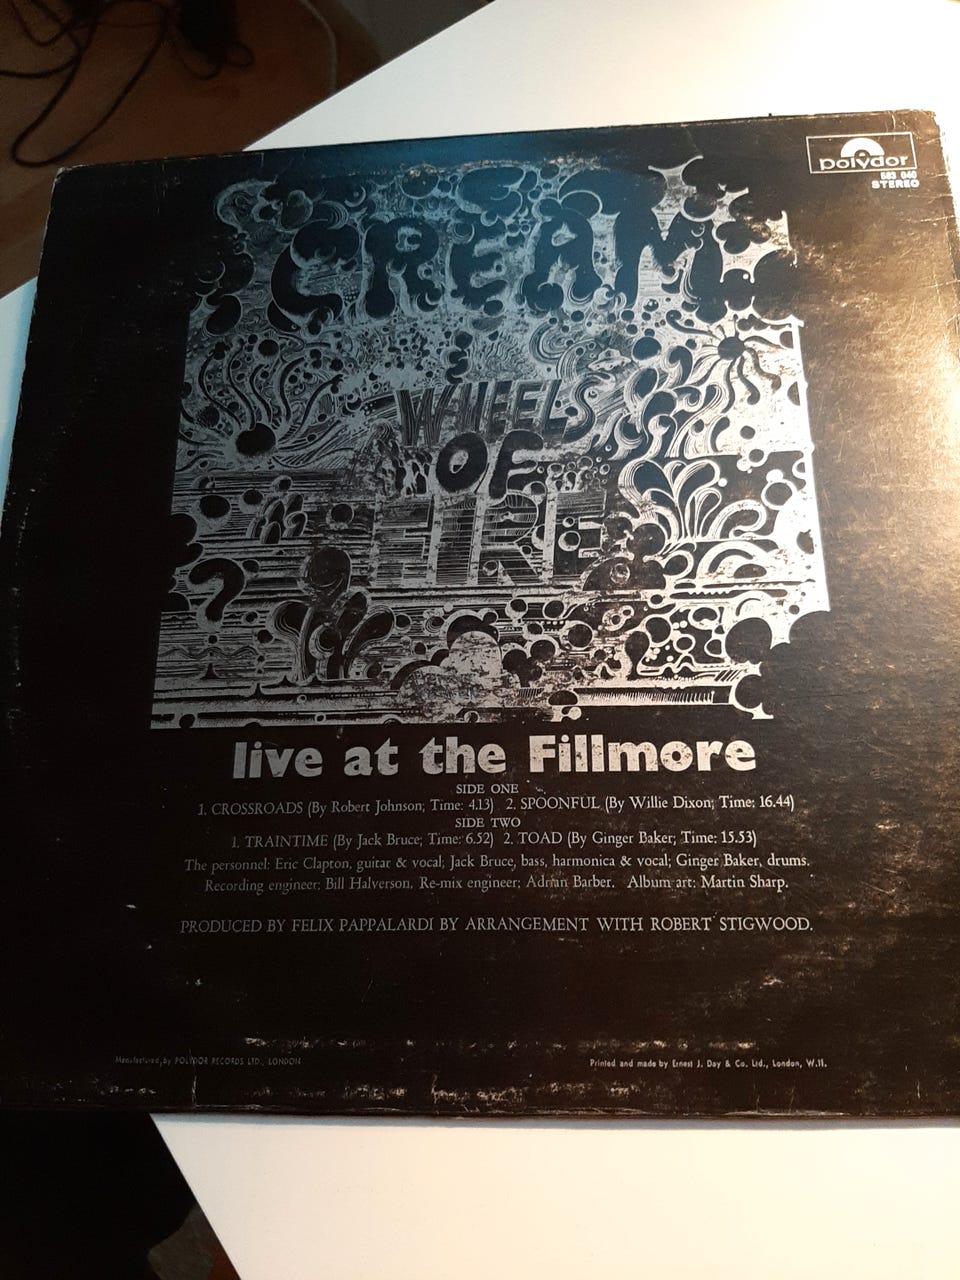 polydor
583 040
STEREO
CREAM
WHEELS
OF
FIRE
live at the Fillmore
SIDE ONE
1. CROSSROADS (By Robert Johnson; Time: 4.13) 2. SPOONFUL (By Willie Dixon; Time: 16.44)
SIDE TWO
1. TRAINTIME (By Jack Bruce; Time: 6.52) 2. TOAD (By Ginger Baker; Time: 15.53)
The personnel: Eric Clapton, guitar & vocal; Jack Bruce, bass, harmonica & vocal; Ginger Baker, drums.
Recording engineer: Bill Halverson, Re-mix engineer; Adrian Barber. Album art: Martin Sharp.
PRODUCED BY FELIX PAPPALARDI BY ARRANGEMENT WITH ROBERT STIGWOOD.
Manufactured by POLYDOR RECORDS LTD., LONDON
Printed and made by Ernest J. Day & Co. Ltd., London, W.11.